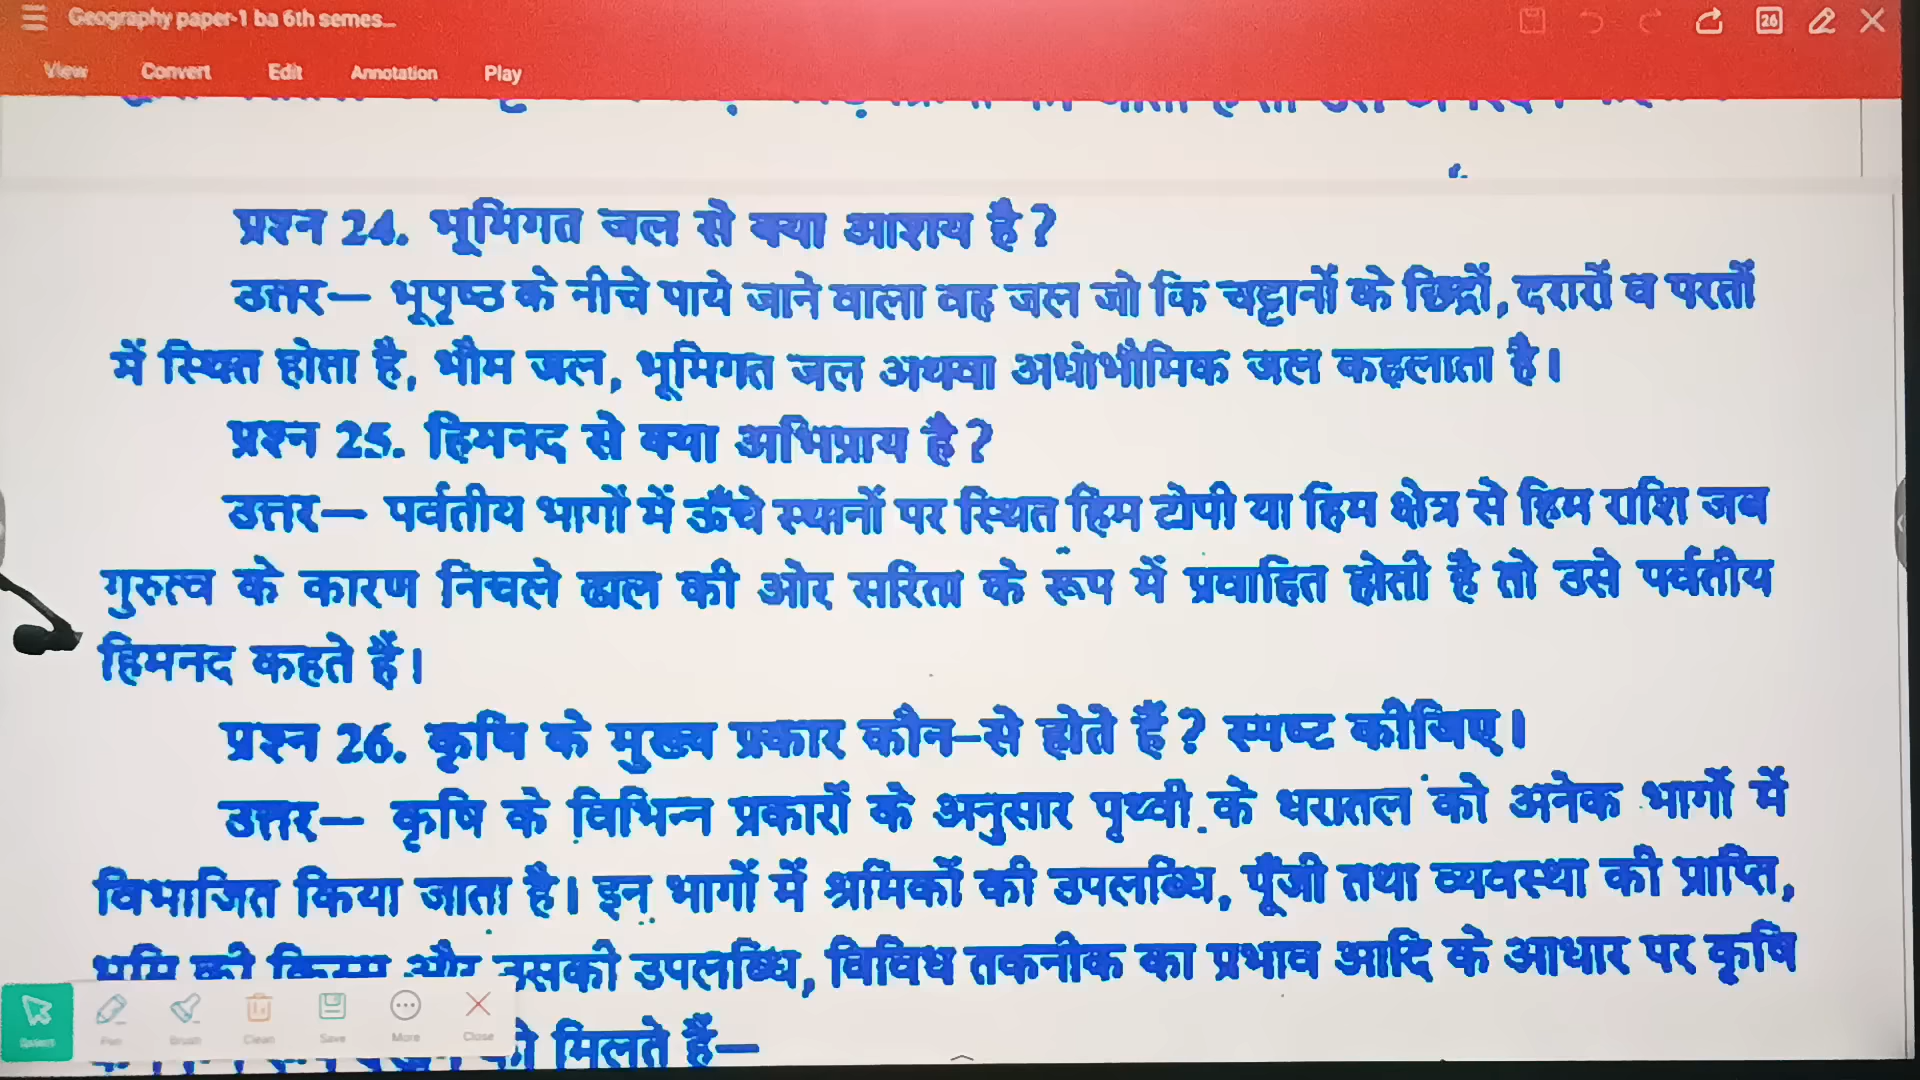 Geography paper-1 ba 6th semes...
26
View Convert Edit Annotation Play
प्रश्न 24. भूमिगत जल से क्या आशय है?
उत्तर— भूपृष्ठ के नीचे पाये जाने वाला वह जल जो कि चट्टानों के छिद्रों, दरारों व परतों
में स्थित होता है, भौम जल, भूमिगत जल अथवा अधोभौमिक जल कहलाता है।
प्रश्न 25. हिमनद से क्या अभिप्राय है?
उत्तर— पर्वतीय भागों में ऊँचे स्थानों पर स्थित हिम टोपी या हिम क्षेत्र से हिम राशि जब
गुरुत्व के कारण निचले ढाल की ओर सरिता के रूप में प्रवाहित होती है तो उसे पर्वतीय
हिमनद कहते हैं।
प्रश्न 26. कृषि के मुख्य प्रकार कौन-से होते हैं? स्पष्ट कीजिए।
उत्तर— कृषि के विभिन्न प्रकारों के अनुसार पृथ्वी के धरातल को अनेक भागों में
विभाजित किया जाता है। इन भागों में श्रमिकों की उपलब्धि, पूँजी तथा व्यवस्था की प्राप्ति,
भूमि की किस्म और उसकी उपलब्धि, विविध तकनीक का प्रभाव आदि के आधार पर कृषि
को मिलते हैं—
Select Pen Brush Clean Save More Close